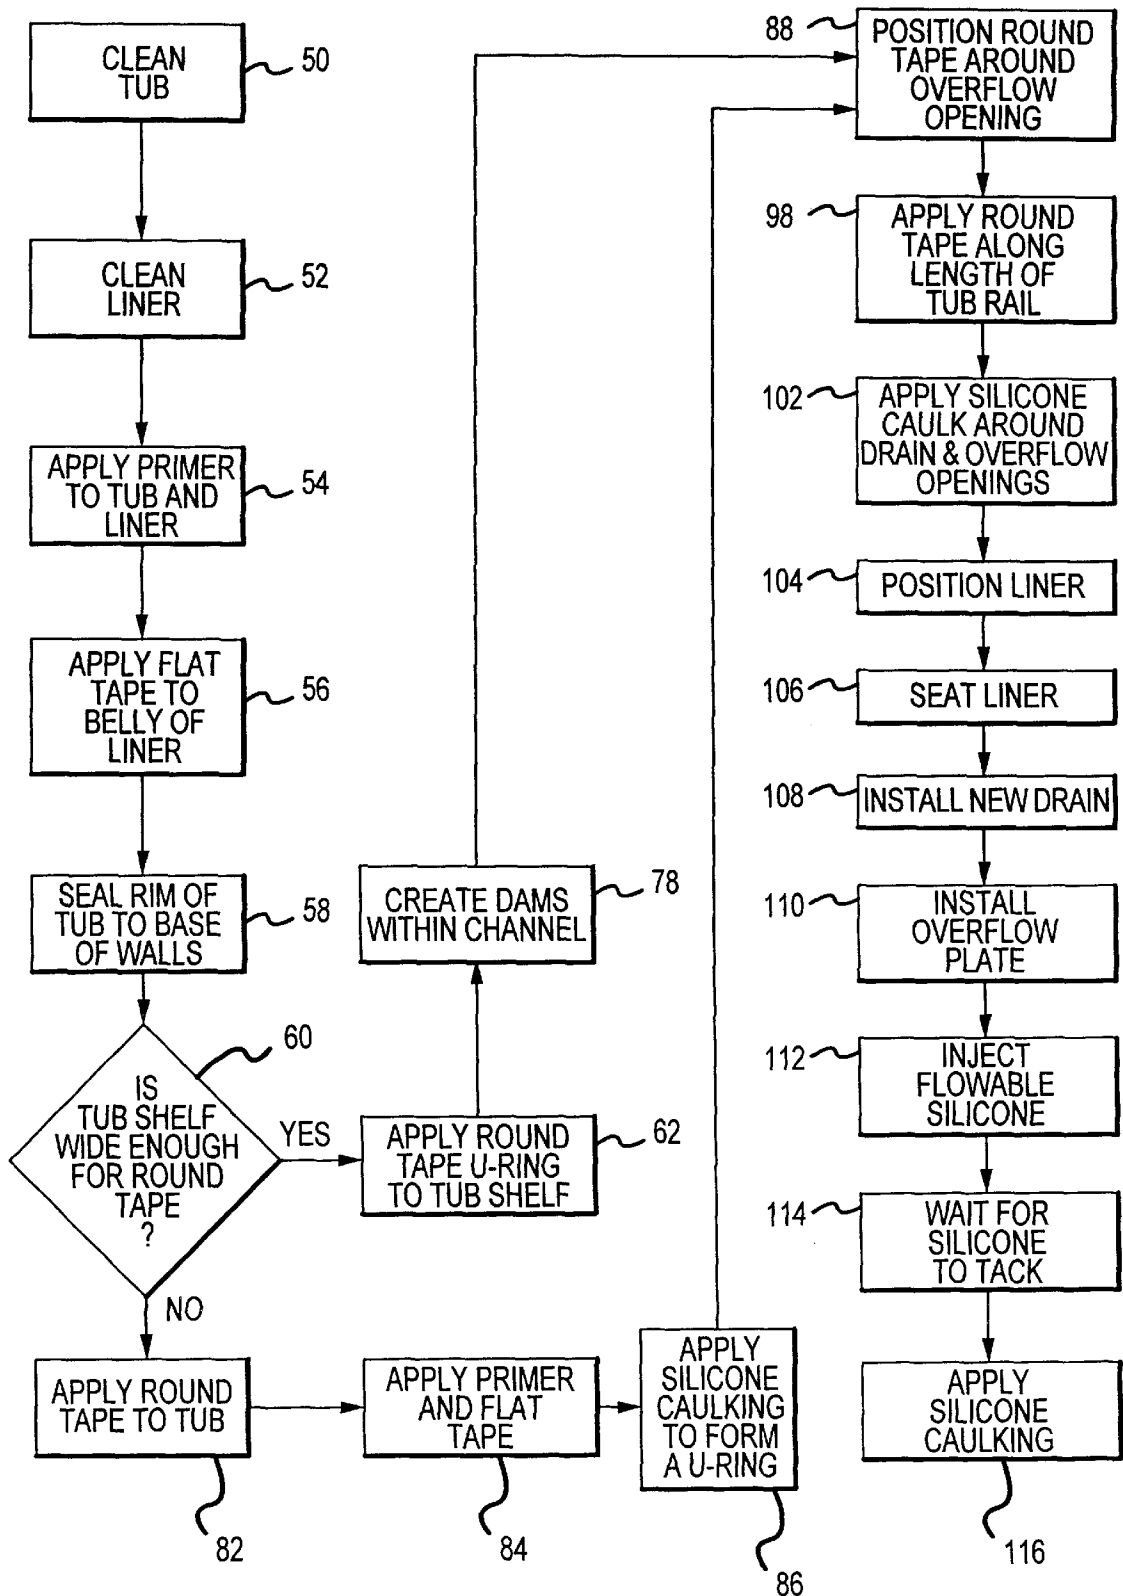 CLEAN
TUB
50
CLEAN
LINER
52
APPLY PRIMER
TO TUB AND
LINER
54
APPLY FLAT
TAPE TO
BELLY OF
LINER
56
SEAL RIM OF
TUB TO BASE
OF WALLS
58
IS
TUB SHELF
WIDE ENOUGH
FOR ROUND
TAPE
?
60
YES
NO
APPLY ROUND
TAPE U-RING
TO TUB SHELF
62
CREATE DAMS
WITHIN CHANNEL
78
APPLY ROUND
TAPE TO TUB
82
APPLY PRIMER
AND FLAT
TAPE
84
APPLY
SILICONE
CAULKING
TO FORM
A U-RING
86
88
POSITION ROUND
TAPE AROUND
OVERFLOW
OPENING
98
APPLY ROUND
TAPE ALONG
LENGTH OF
TUB RAIL
102
APPLY SILICONE
CAULK AROUND
DRAIN & OVERFLOW
OPENINGS
104
POSITION LINER
106
SEAT LINER
108
INSTALL NEW DRAIN
110
INSTALL
OVERFLOW
PLATE
112
INJECT
FLOWABLE
SILICONE
114
WAIT FOR
SILICONE
TO TACK
APPLY
SILICONE
CAULKING
116